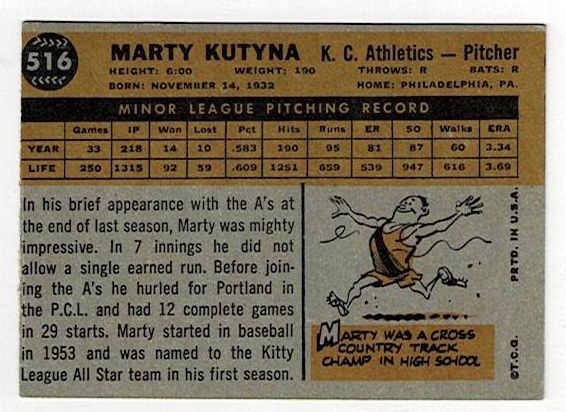 516
MARTY KUTYNA K. C. Athletics — Pitcher
HEIGHT: 6:00 WEIGHT: 190 THROWS: R BATS: R
BORN: NOVEMBER 14, 1932 HOME: PHILADELPHIA, PA.
MINOR LEAGUE PITCHING RECORD
Games IP Won Lost Pct Hits Runs ER SO Walks ERA
YEAR 33 218 14 10 .583 190 95 81 87 60 3.34
LIFE 250 1315 92 59 .609 1251 659 539 947 616 3.69
In his brief appearance with the A's at
the end of last season, Marty was mighty
impressive. In 7 innings he did not
allow a single earned run. Before join-
ing the A's he hurled for Portland in
the P.C.L. and had 12 complete games
in 29 starts. Marty started in baseball
in 1953 and was named to the Kitty
League All Star team in his first season.
MARTY WAS A CROSS
COUNTRY TRACK
CHAMP IN HIGH SCHOOL
©T.C.G. PRTD. IN U.S.A.